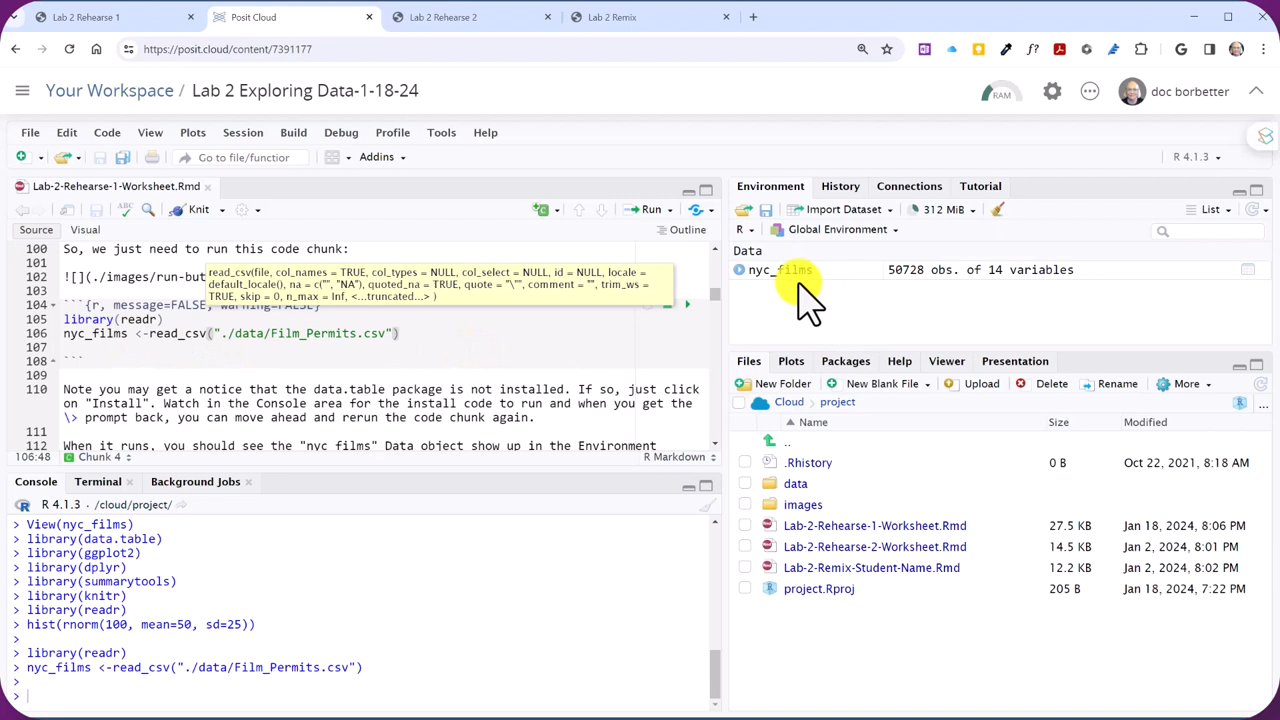 Lab 2 Rehearse 1
Posit Cloud
Lab 2 Rehearse 2
Lab 2 Remix
https://posit.cloud/content/7391177
Your Workspace / Lab 2 Exploring Data-1-18-24
RAM
doc borbetter
File Edit Code View Plots Session Build Debug Profile Tools Help
Go to file/functior
Addins
R 4.1.3
Lab-2-Rehearse-1-Worksheet.Rmd
Knit
Run
Source Visual
Outline
100 So, we just need to run this code chunk:
101
102 ![](./images/run-but
read_csv(file, col_names = TRUE, col_types = NULL, col_select = NULL, id = NULL, locale =
default_locale(), na = c("", "NA"), quoted_na = TRUE, quote = "\"", comment = "", trim_ws =
TRUE, skip = 0, n_max = Inf, <...truncated...> )
104 ```{r, message=FALSE, warning=FALSE}
105 library(readr)
106 nyc_films <-read_csv("./data/Film_Permits.csv")
107
108 ```
109
110 Note you may get a notice that the data.table package is not installed. If so, just click
on "Install". Watch in the Console area for the install code to run and when you get the
\> prompt back, you can move ahead and rerun the code chunk again.
111
112 When it runs, you should see the "nyc films" Data object show up in the Environment
106:48 Chunk 4
R Markdown
Console Terminal Background Jobs
R 4.1.3 . /cloud/project/
> View(nyc_films)
> library(data.table)
> library(ggplot2)
> library(dplyr)
> library(summarytools)
> library(knitr)
> library(readr)
> hist(rnorm(100, mean=50, sd=25))
>
> library(readr)
> nyc_films <-read_csv("./data/Film_Permits.csv")
>
>
Environment History Connections Tutorial
Import Dataset
312 MiB
List
R
Global Environment
Data
nyc_films 50728 obs. of 14 variables
Files Plots Packages Help Viewer Presentation
New Folder New Blank File Upload Delete Rename More
Cloud project
Name Size Modified
..
.Rhistory 0 B Oct 22, 2021, 8:18 AM
data
images
Lab-2-Rehearse-1-Worksheet.Rmd 27.5 KB Jan 18, 2024, 8:06 PM
Lab-2-Rehearse-2-Worksheet.Rmd 14.5 KB Jan 2, 2024, 8:01 PM
Lab-2-Remix-Student-Name.Rmd 12.2 KB Jan 2, 2024, 8:02 PM
project.Rproj 205 B Jan 18, 2024, 7:22 PM